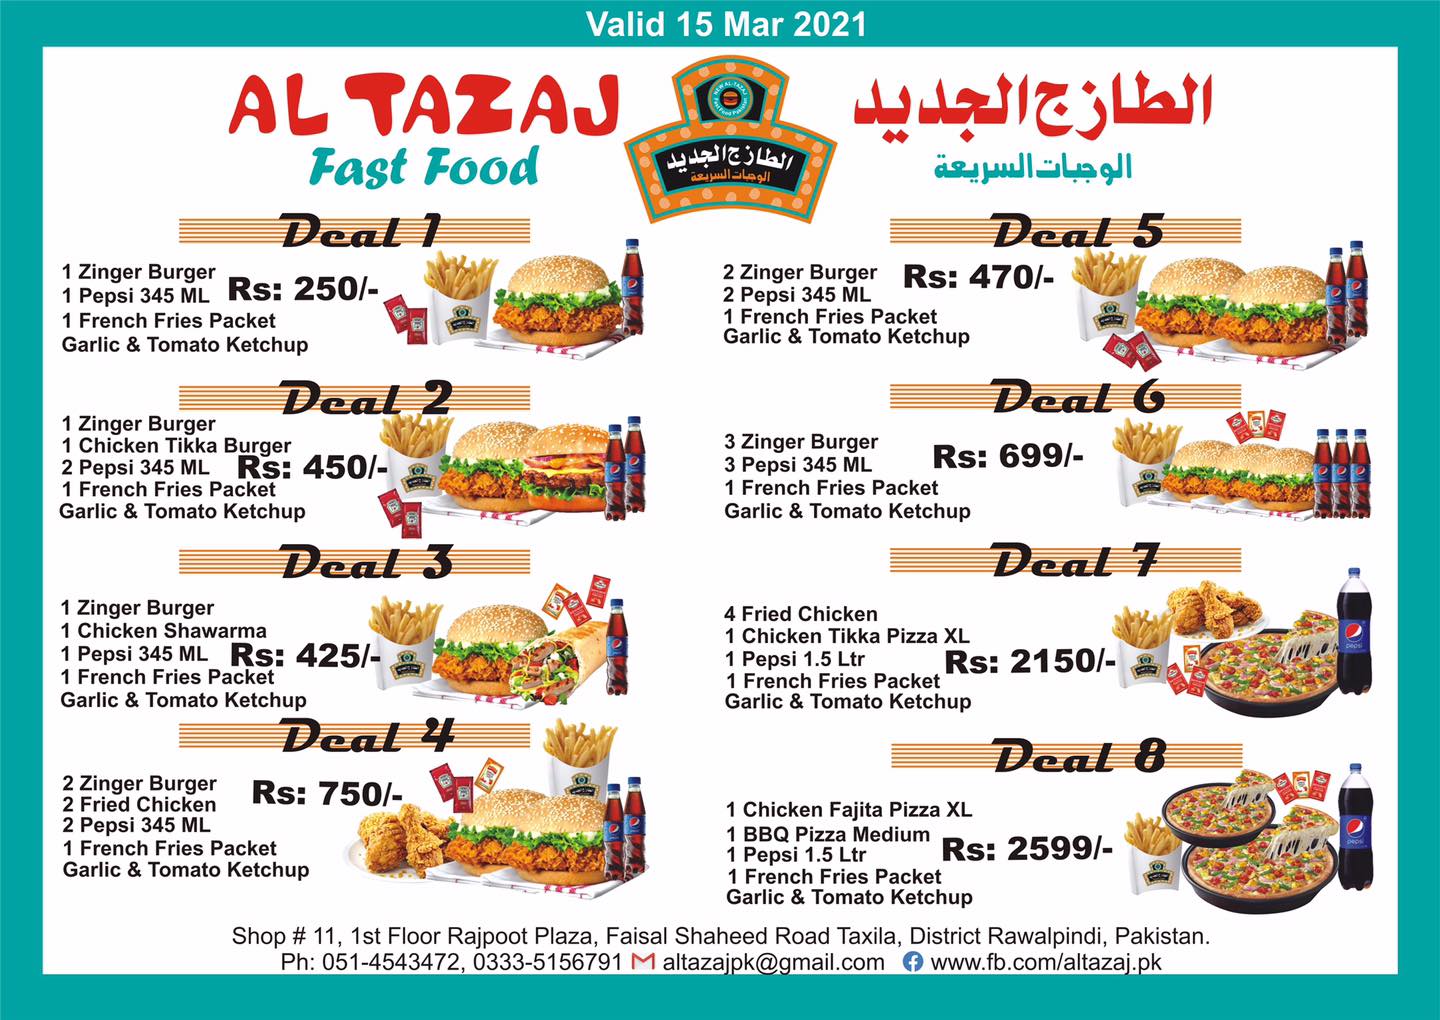 Valid 15 Mar 2021
AL TAZAJ
Fast Food
NEW AL-TAZAJ
Fast Food Pakistan
الطازج الجديد
الوجبات السريعة
الطازج الجديد
الوجبات السريعة
Deal 1
1 Zinger Burger
1 Pepsi 345 ML
Rs: 250/-
1 French Fries Packet
Garlic & Tomato Ketchup
Deal 2
1 Zinger Burger
1 Chicken Tikka Burger
2 Pepsi 345 ML
Rs: 450/-
1 French Fries Packet
Garlic & Tomato Ketchup
Deal 3
1 Zinger Burger
1 Chicken Shawarma
1 Pepsi 345 ML
Rs: 425/-
1 French Fries Packet
Garlic & Tomato Ketchup
Deal 4
2 Zinger Burger
2 Fried Chicken
Rs: 750/-
2 Pepsi 345 ML
1 French Fries Packet
Garlic & Tomato Ketchup
Deal 5
2 Zinger Burger
Rs: 470/-
2 Pepsi 345 ML
1 French Fries Packet
Garlic & Tomato Ketchup
Deal 6
3 Zinger Burger
3 Pepsi 345 ML
Rs: 699/-
1 French Fries Packet
Garlic & Tomato Ketchup
Deal 7
4 Fried Chicken
1 Chicken Tikka Pizza XL
1 Pepsi 1.5 Ltr
Rs: 2150/-
1 French Fries Packet
Garlic & Tomato Ketchup
pepsi
Deal 8
1 Chicken Fajita Pizza XL
1 BBQ Pizza Medium
1 Pepsi 1.5 Ltr
Rs: 2599/-
1 French Fries Packet
Garlic & Tomato Ketchup
pepsi
Shop # 11, 1st Floor Rajpoot Plaza, Faisal Shaheed Road Taxila, District Rawalpindi, Pakistan.
Ph: 051-4543472, 0333-5156791 altazajpk@gmail.com www.fb.com/altazaj.pk